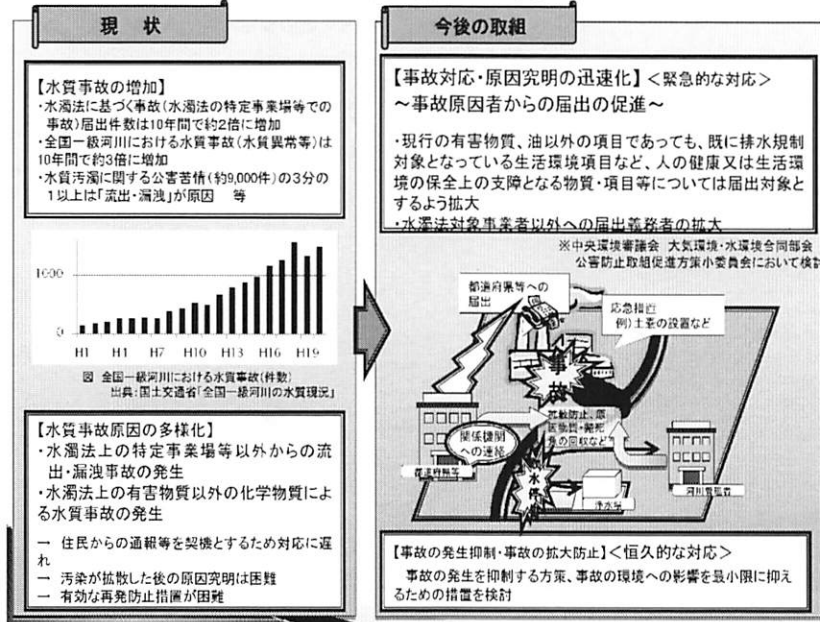 現 状
【水質事故の増加】
・水濁法に基づく事故(水濁法の特定事業場等での
事故)届出件数は10年間で約2倍に増加
・全国一級河川における水質事故(水質異常等)は
10年間で約3倍に増加
・水質汚濁に関する公害苦情(約9,000件)の3分の
1以上は「流出・漏洩」が原因 等
1000
0
H1 H4 H7 H10 H13 H16 H19
図 全国一級河川における水質事故(件数)
出典:国土交通省「全国一級河川の水質現況」
【水質事故原因の多様化】
・水濁法上の特定事業場等以外からの流
出・漏洩事故の発生
・水濁法上の有害物質以外の化学物質によ
る水質事故の発生
→ 住民からの通報等を契機とするため対応に遅
れ
→ 汚染が拡散した後の原因究明は困難
→ 有効な再発防止措置が困難
今後の取組
【事故対応・原因究明の迅速化】<緊急的な対応>
~事故原因者からの届出の促進~
・現行の有害物質、油以外の項目であっても、既に排水規制
対象となっている生活環境項目など、人の健康又は生活環
境の保全上の支障となる物質・項目等については届出対象と
するよう拡大
・水濁法対象事業者以外への届出義務者の拡大
※中央環境審議会 大気環境・水環境合同部会
公害防止取組促進方策小委員会において検討
都道府県等への
届出
応急措置
例)土嚢の設置など
事故
拡散防止、原
因物質・斃死
魚の回収など
関係機関
への連絡
都道府県等
取水停止
浄水場
河川管理者
【事故の発生抑制・事故の拡大防止】<恒久的な対応>
事故の発生を抑制する方策、事故の環境への影響を最小限に抑え
るための措置を検討